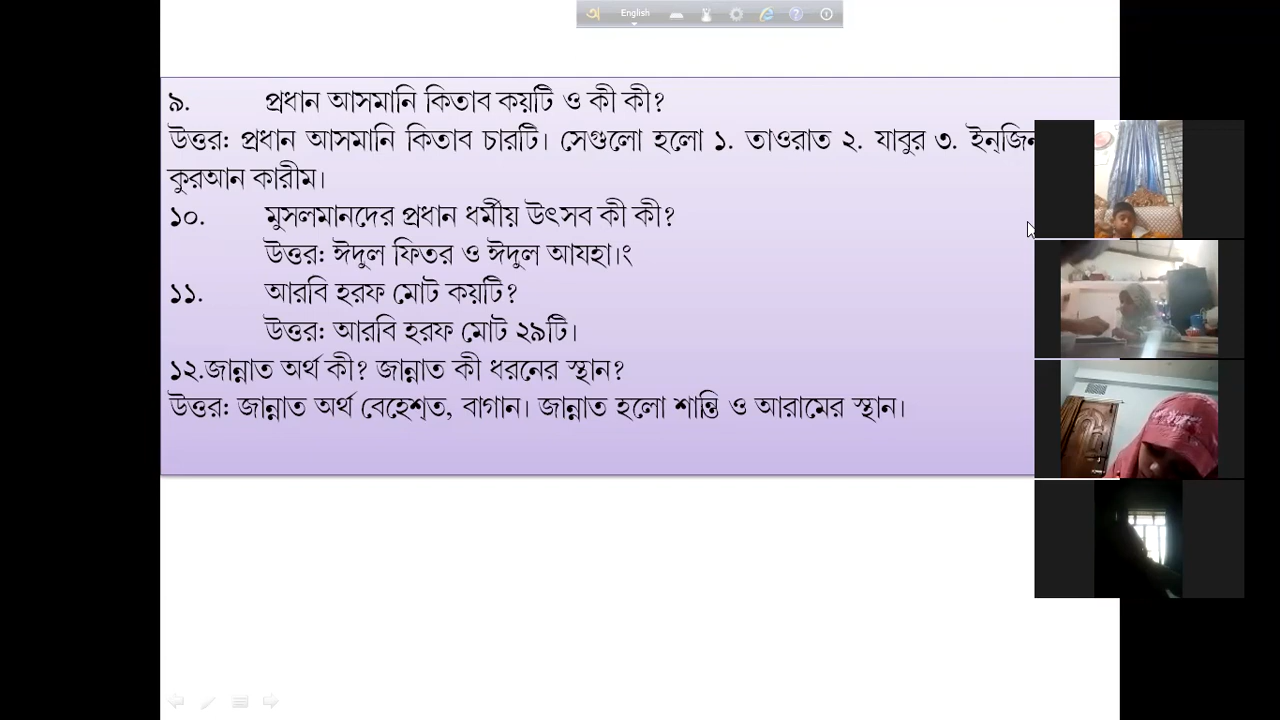 English
৯. প্রধান আসমানি কিতাব কয়টি ও কী কী?
উত্তর: প্রধান আসমানি কিতাব চারটি। সেগুলো হলো ১. তাওরাত ২. যাবুর ৩.
কুরআন কারীম।
১০. মুসলমানদের প্রধান ধর্মীয় উৎসব কী কী?
উত্তর: ঈদুল ফিতর ও ঈদুল আযহা।ং
১১. আরবি হরফ মোট কয়টি?
উত্তর: আরবি হরফ মোট ২৯টি।
১২.জান্নাত অর্থ কী? জান্নাত কী ধরনের স্থান?
উত্তর: জান্নাত অর্থ বেহেশ্‌ত, বাগান। জান্নাত হলো শান্তি ও আরামের স্থান।